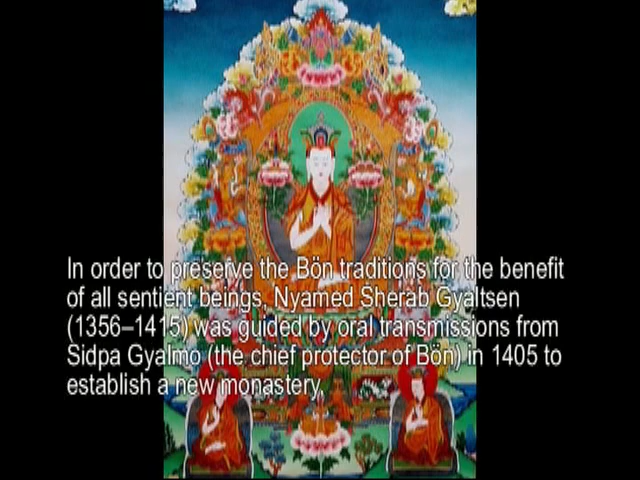 In order to preserve the Bön traditions for the benefit
of all sentient beings, Nyamed Sherab Gyaltsen
(1356–1415) was guided by oral transmissions from
Sidpa Gyalmo (the chief protector of Bön) in 1405 to
establish a new monastery.